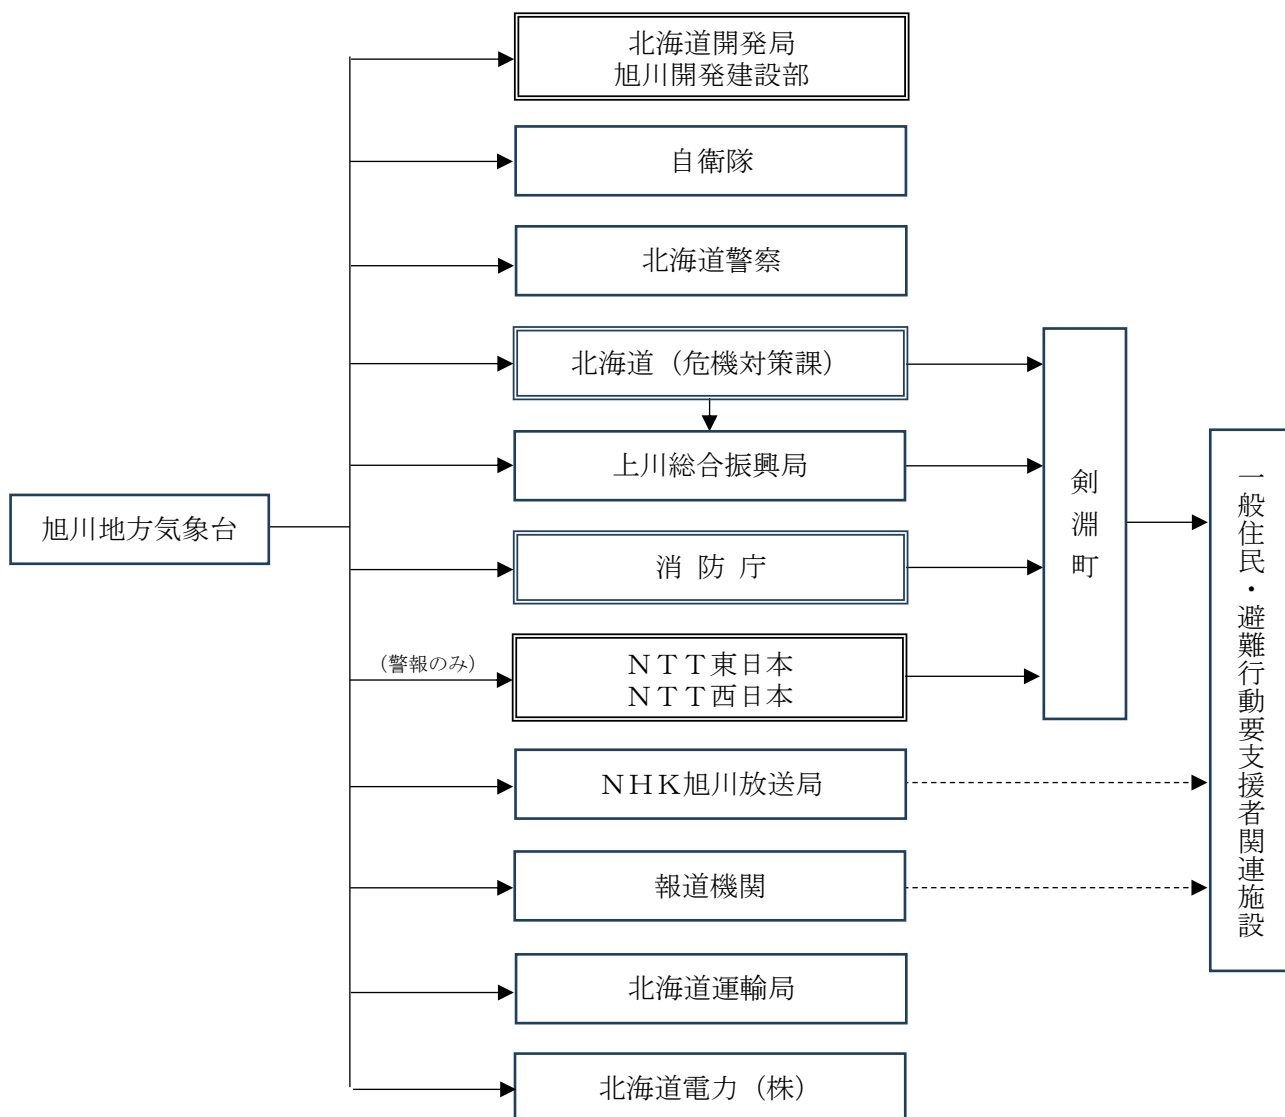 北海道開発局
旭川開発建設部
自衛隊
北海道警察
北海道（危機対策課）
上川総合振興局
旭川地方気象台
消 防 庁
（警報のみ）
ＮＴＴ東日本
ＮＴＴ西日本
ＮＨＫ旭川放送局
報道機関
北海道運輸局
北海道電力（株）
剣淵町
一般住民・避難行動要支援者関連施設